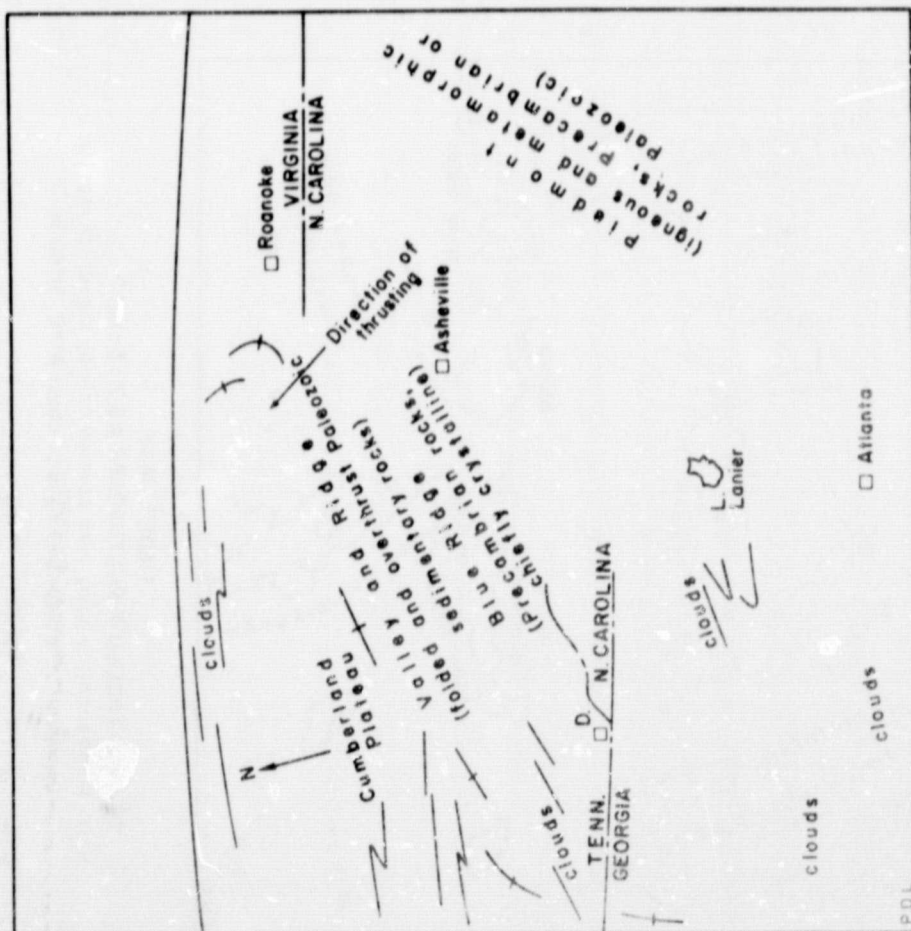 Roanoke
VIRGINIA
N. CAROLINA
Piedmont
(igneous and metamorphic
rocks, Precambrian or
Paleozoic)
Direction of
thrusting
Asheville
N
Cumberland
Plateau
Valley and Ridge
(folded and overthrust Paleozoic
sedimentary rocks)
Blue Ridge
(Precambrian rocks,
chiefly crystalline)
clouds
clouds
D.
TENN. N. CAROLINA
GEORGIA
L.
Lanier
clouds
Atlanta
clouds
clouds
PDL